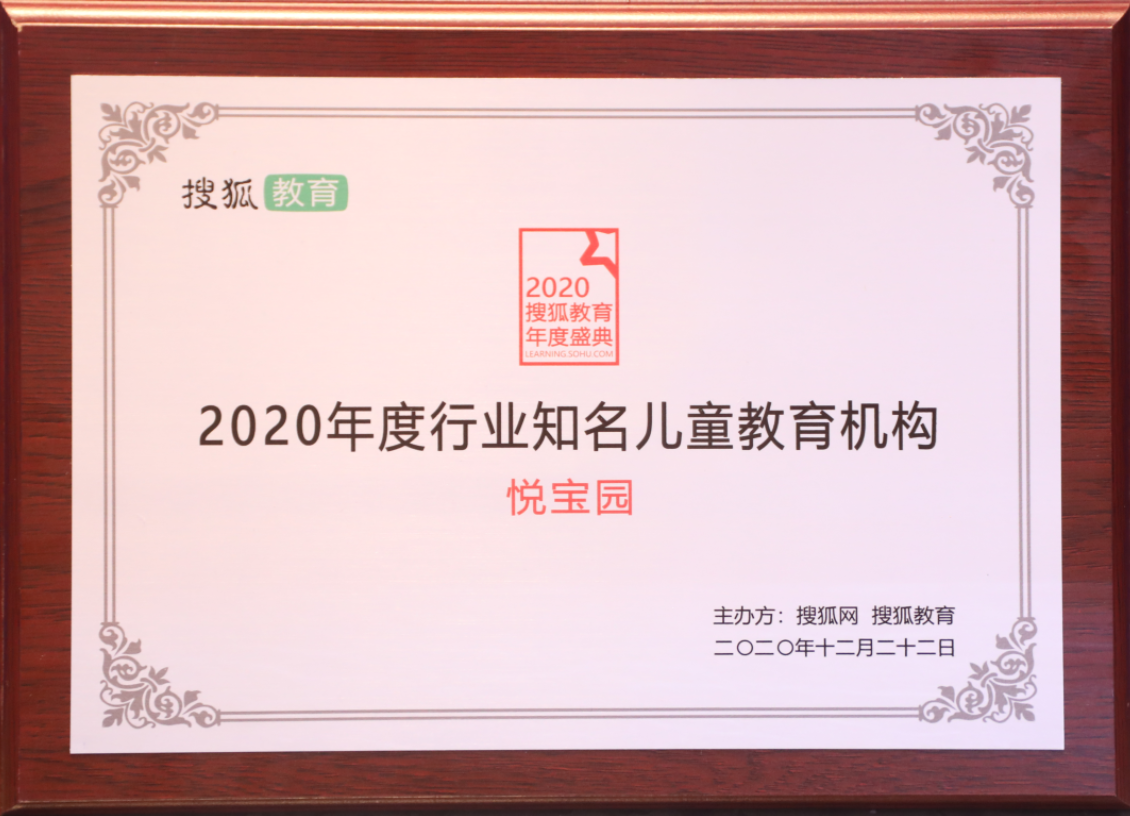 搜狐 教育
2020
搜狐教育
年度盛典
LEARNING.SOHU.COM
2020年度行业知名儿童教育机构
悦宝园
主办方：搜狐网 搜狐教育
二〇二〇年十二月二十二日